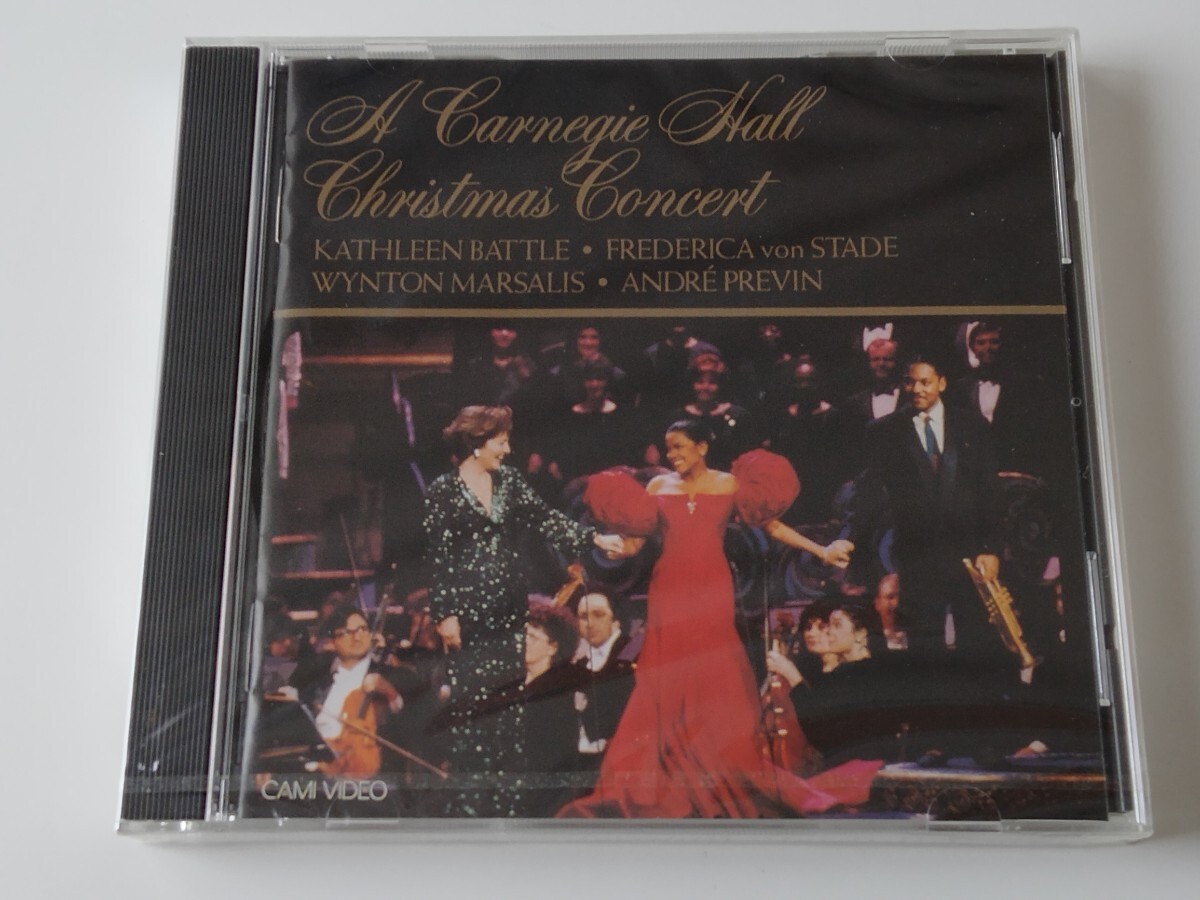 A Carnegie Hall
Christmas Concert
KATHLEEN BATTLE • FREDERICA von STADE
WYNTON MARSALIS • ANDRÉ PREVIN
CAMI VIDEO